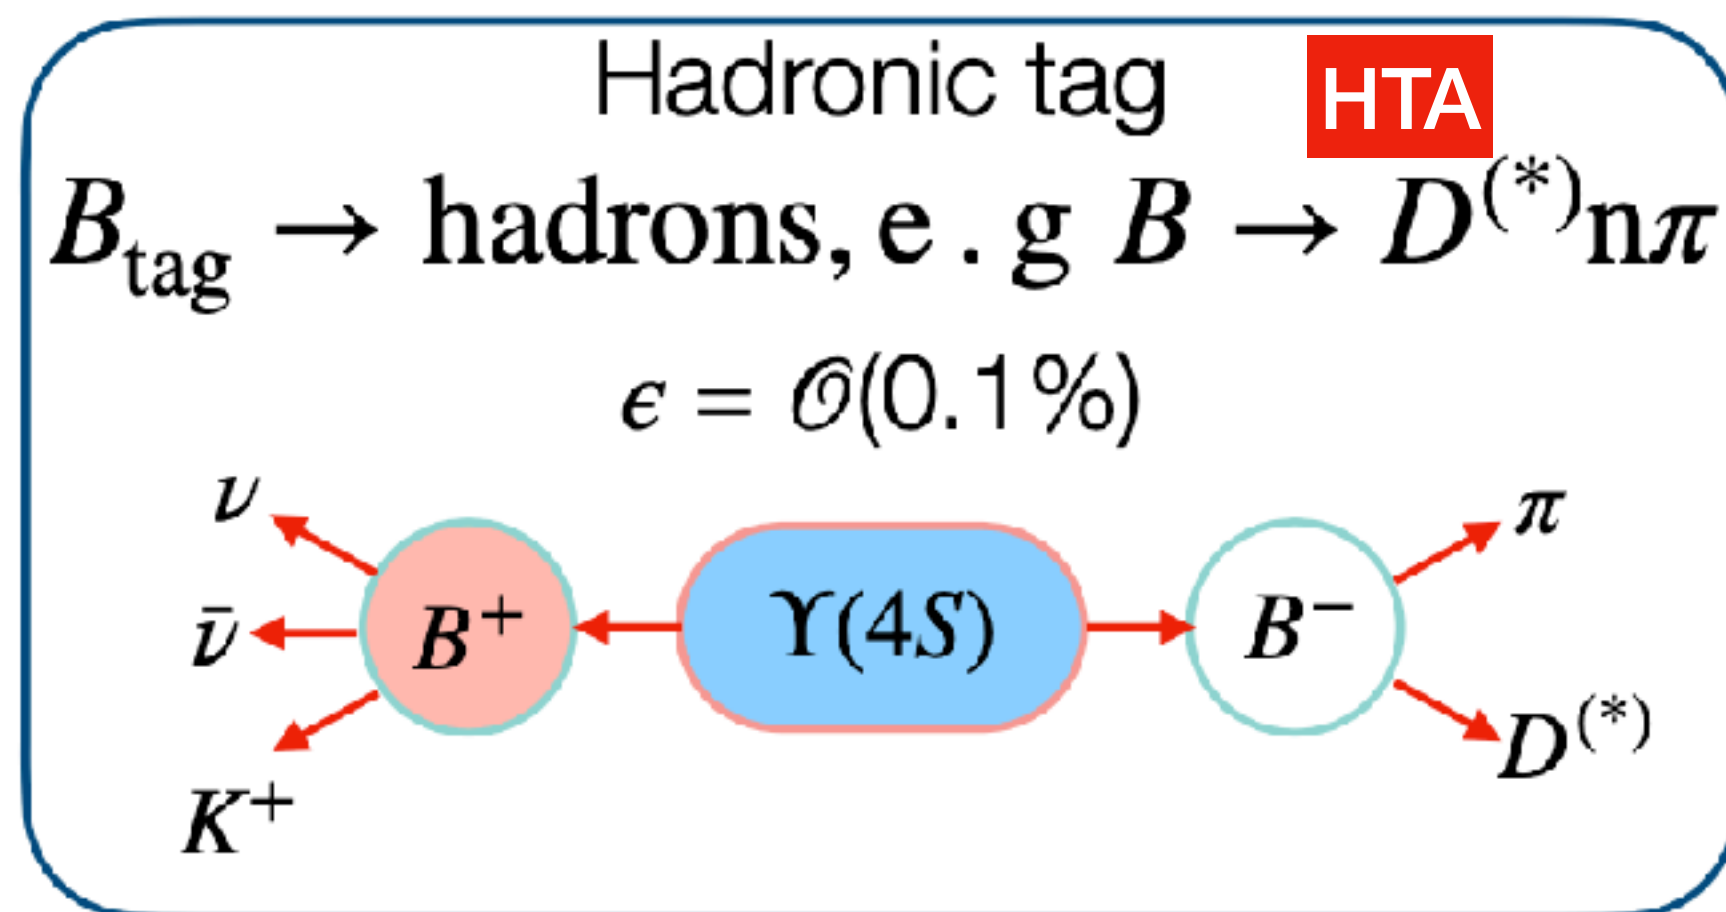 Hadronic tag HTA
B_tag → hadrons, e . g B → D^(*)nπ
ϵ = 𝒪(0.1%)
ν π
ν̄ B⁺ Υ(4S) B⁻
K⁺ D^(*)